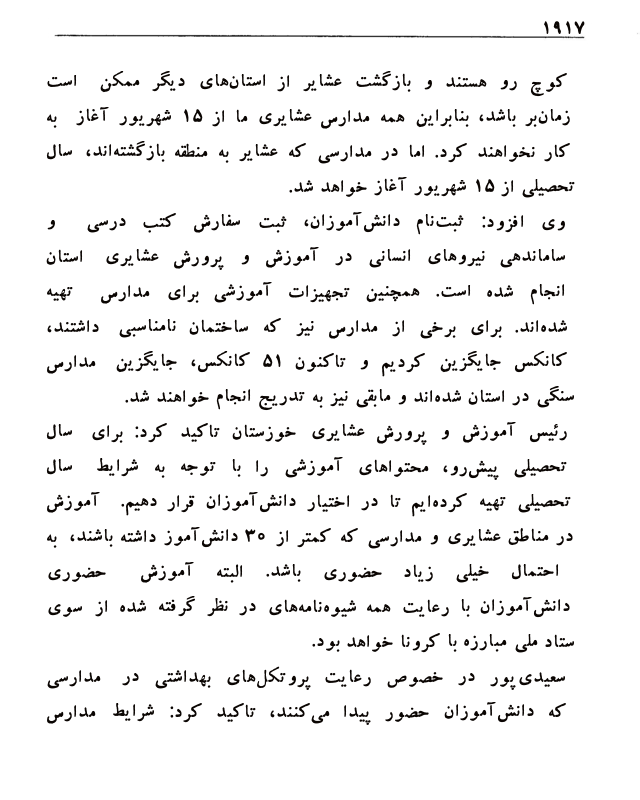 ۱۹۱۷
کوچ رو هستند و بازگشت عشایر از استان‌های دیگر ممکن است
زمان‌بر باشد، بنابراین همه مدارس عشایری ما از ۱۵ شهریور آغاز به
کار نخواهند کرد. اما در مدارسی که عشایر به منطقه بازگشته‌اند، سال
تحصیلی از ۱۵ شهریور آغاز خواهد شد.
وی افزود: ثبت‌نام دانش‌آموزان، ثبت سفارش کتب درسی و
ساماندهی نیروهای انسانی در آموزش و پرورش عشایری استان
انجام شده است. همچنین تجهیزات آموزشی برای مدارس تهیه
شده‌اند. برای برخی از مدارس نیز که ساختمان نامناسبی داشتند،
کانکس جایگزین کردیم و تاکنون ۵۱ کانکس، جایگزین مدارس
سنگی در استان شده‌اند و مابقی نیز به تدریج انجام خواهند شد.
رئیس آموزش و پرورش عشایری خوزستان تاکید کرد: برای سال
تحصیلی پیش‌رو، محتواهای آموزشی را با توجه به شرایط سال
تحصیلی تهیه کرده‌ایم تا در اختیار دانش‌آموزان قرار دهیم. آموزش
در مناطق عشایری و مدارسی که کمتر از ۳۰ دانش‌آموز داشته باشند، به
احتمال خیلی زیاد حضوری باشد. البته آموزش حضوری
دانش‌آموزان با رعایت همه شیوه‌نامه‌های در نظر گرفته شده از سوی
ستاد ملی مبارزه با کرونا خواهد بود.
سعیدی‌پور در خصوص رعایت پروتکل‌های بهداشتی در مدارسی
که دانش‌آموزان حضور پیدا می‌کنند، تاکید کرد: شرایط مدارس